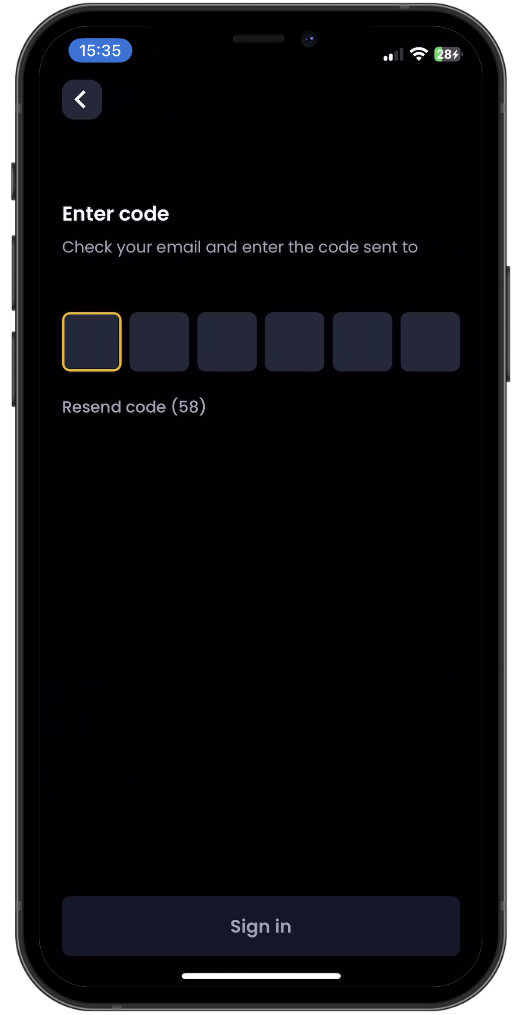 15:35
28
Enter code
Check your email and enter the code sent to
Resend code (58)
Sign in